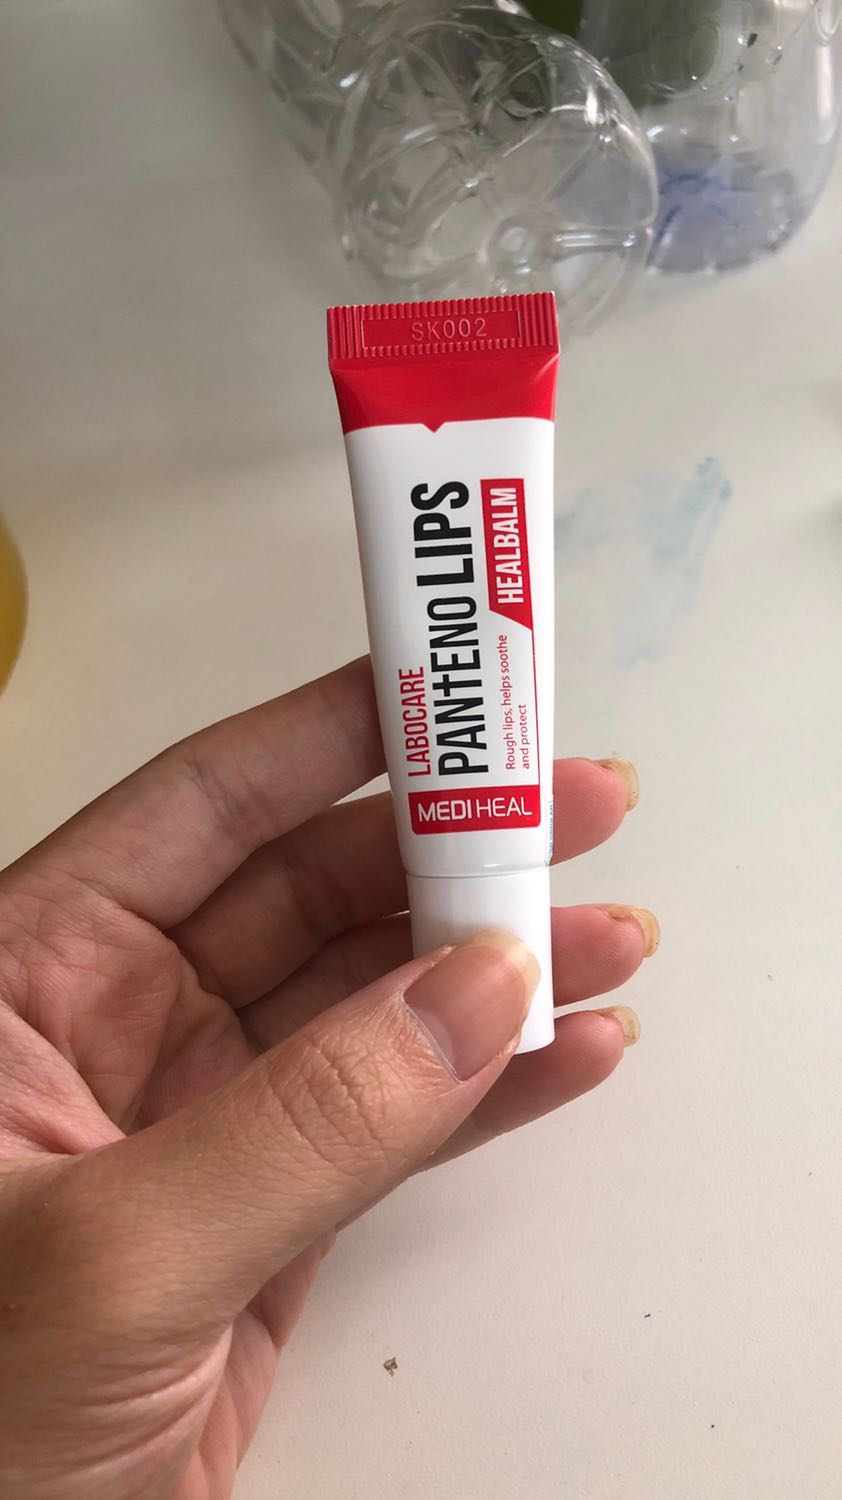 SK002
LABOCARE
PANTENO LIPS
HEALBALM
Rough lips, helps soothe
and protect
MEDIHEAL